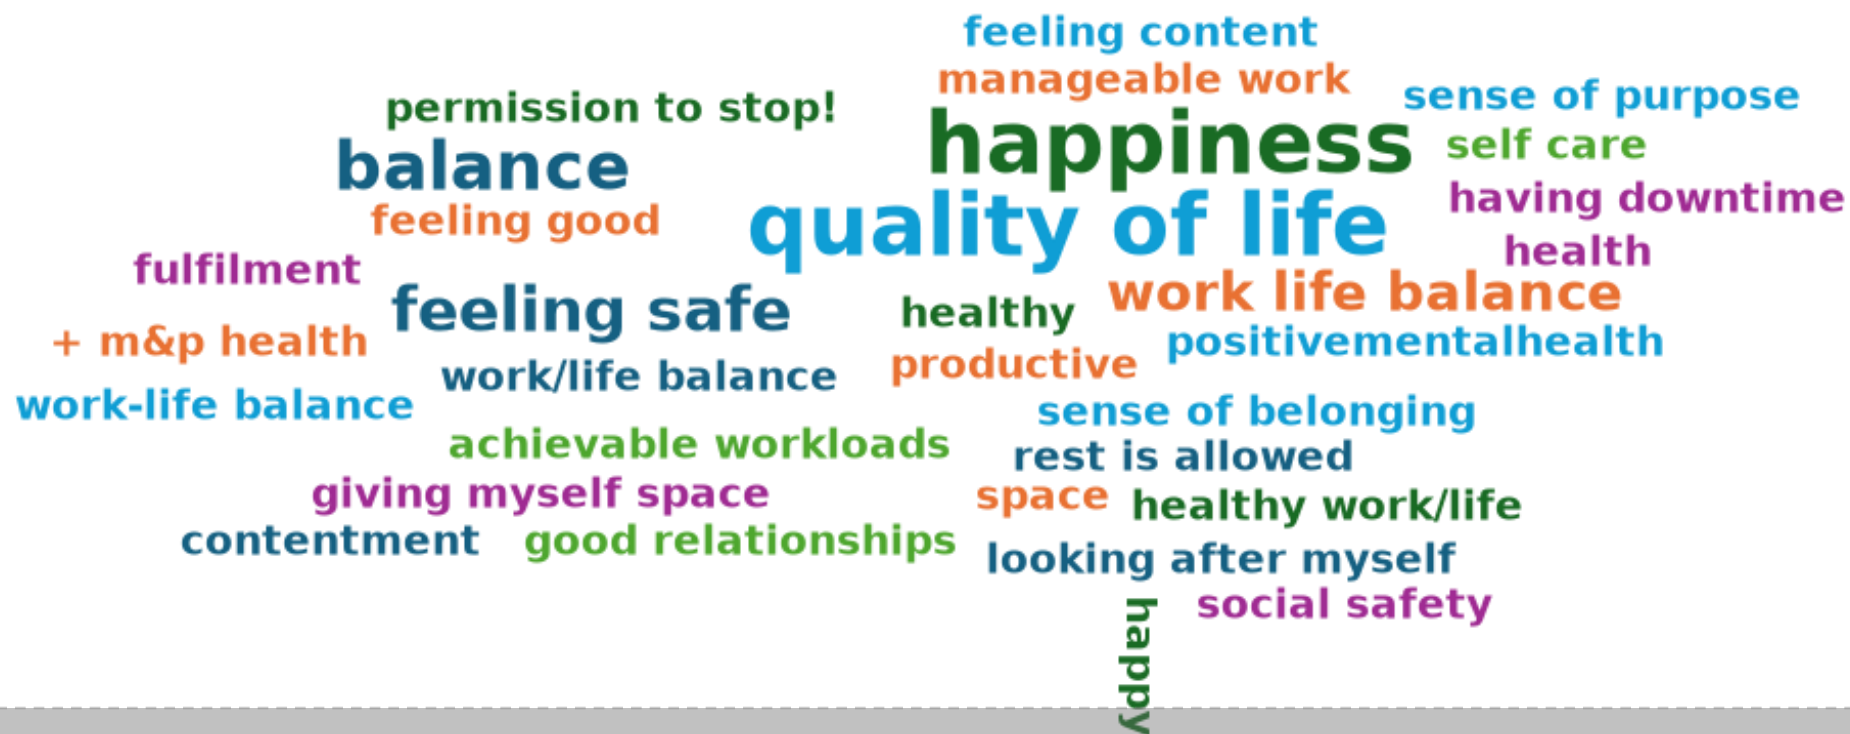 feeling content
manageable work
sense of purpose
permission to stop!
happiness
self care
balance
having downtime
feeling good
quality of life
health
fulfilment
work life balance
feeling safe
healthy
+ m&p health
positivementalhealth
work/life balance
productive
work-life balance
sense of belonging
achievable workloads
rest is allowed
giving myself space
space
healthy work/life
contentment
good relationships
looking after myself
social safety
happy